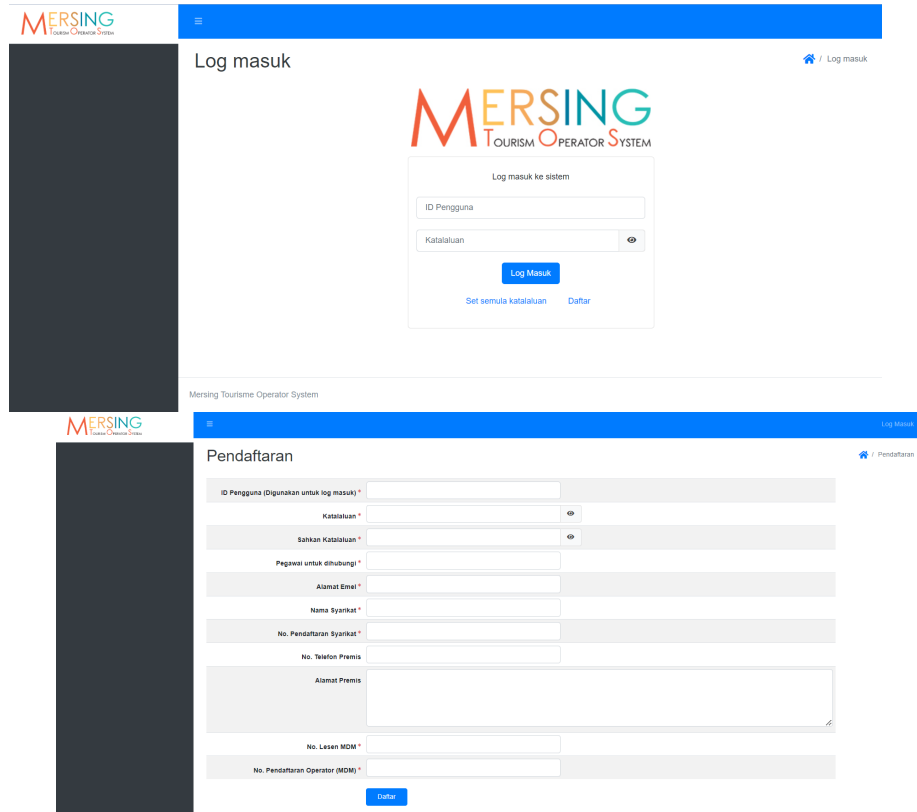 MERSING
TOURISM OPERATOR SYSTEM
Log masuk
/ Log masuk
MERSING
TOURISM OPERATOR SYSTEM
Log masuk ke sistem
ID Pengguna
Katalaluan
Log Masuk
Set semula katalaluan Daftar
Mersing Tourisme Operator System
MERSING
TOURISM OPERATOR SYSTEM
Log Masuk
Pendaftaran
/ Pendaftaran
ID Pengguna (Digunakan untuk log masuk) *
Katalaluan *
Sahkan Katalaluan *
Pegawai untuk dihubungi *
Alamat Emel *
Nama Syarikat *
No. Pendaftaran Syarikat *
No. Telefon Premis
Alamat Premis
No. Lesen MDM *
No. Pendaftaran Operator (MDM) *
Daftar